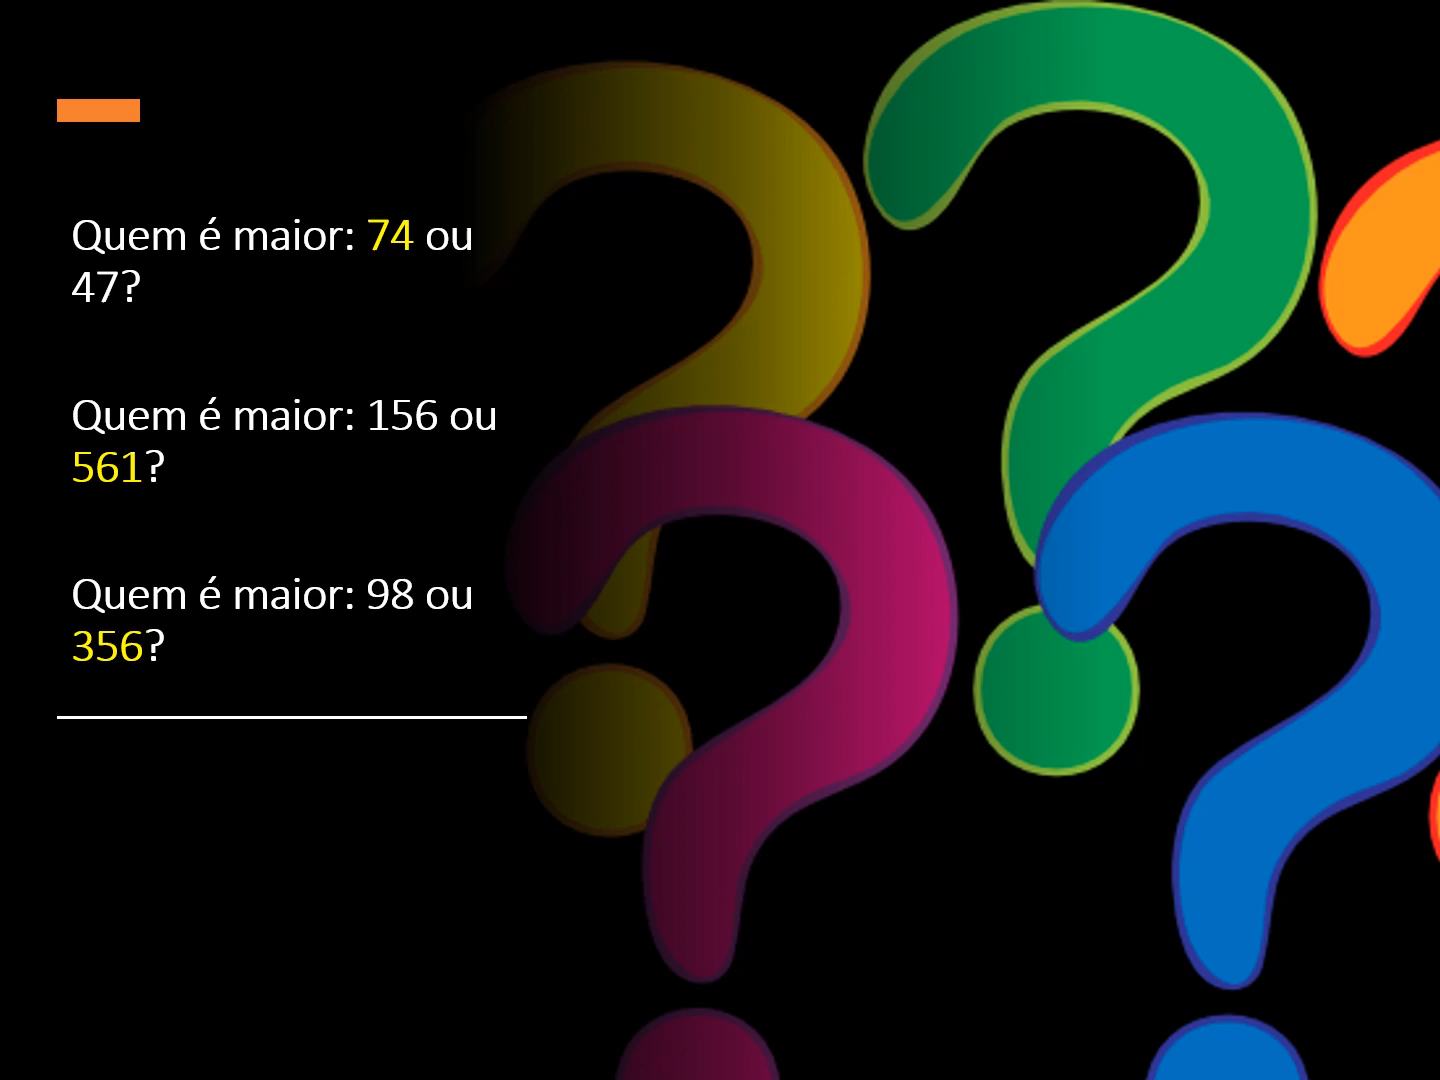 Quem é maior: 74 ou
47?
Quem é maior: 156 ou
561?
Quem é maior: 98 ou
356?